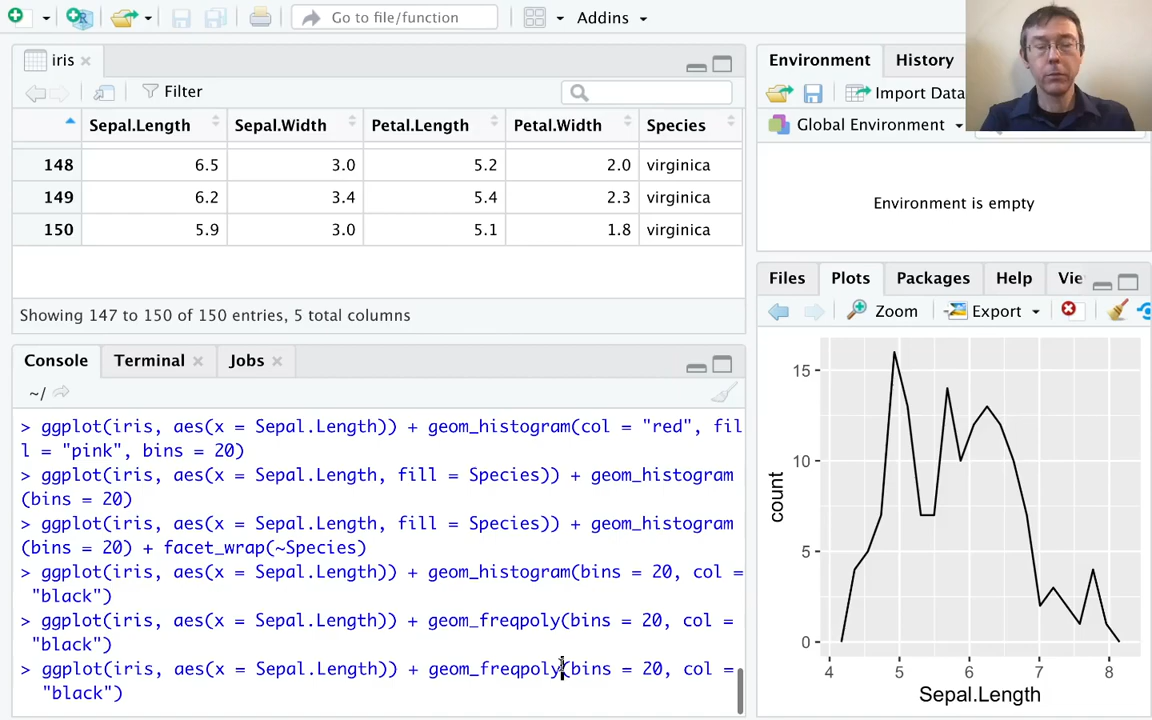 Go to file/function
Addins
iris
Filter
Sepal.Length Sepal.Width Petal.Length Petal.Width Species
148 6.5 3.0 5.2 2.0 virginica
149 6.2 3.4 5.4 2.3 virginica
150 5.9 3.0 5.1 1.8 virginica
Showing 147 to 150 of 150 entries, 5 total columns
Console Terminal Jobs
~/
> ggplot(iris, aes(x = Sepal.Length)) + geom_histogram(col = "red", fil
l = "pink", bins = 20)
> ggplot(iris, aes(x = Sepal.Length, fill = Species)) + geom_histogram
(bins = 20)
> ggplot(iris, aes(x = Sepal.Length, fill = Species)) + geom_histogram
(bins = 20) + facet_wrap(~Species)
> ggplot(iris, aes(x = Sepal.Length)) + geom_histogram(bins = 20, col =
"black")
> ggplot(iris, aes(x = Sepal.Length)) + geom_freqpoly(bins = 20, col =
"black")
> ggplot(iris, aes(x = Sepal.Length)) + geom_freqpoly(bins = 20, col =
"black")
Environment History
Import Data
Global Environment
Environment is empty
Files Plots Packages Help Vie
Zoom Export
15
10
5
0
count
4 5 6 7 8
Sepal.Length